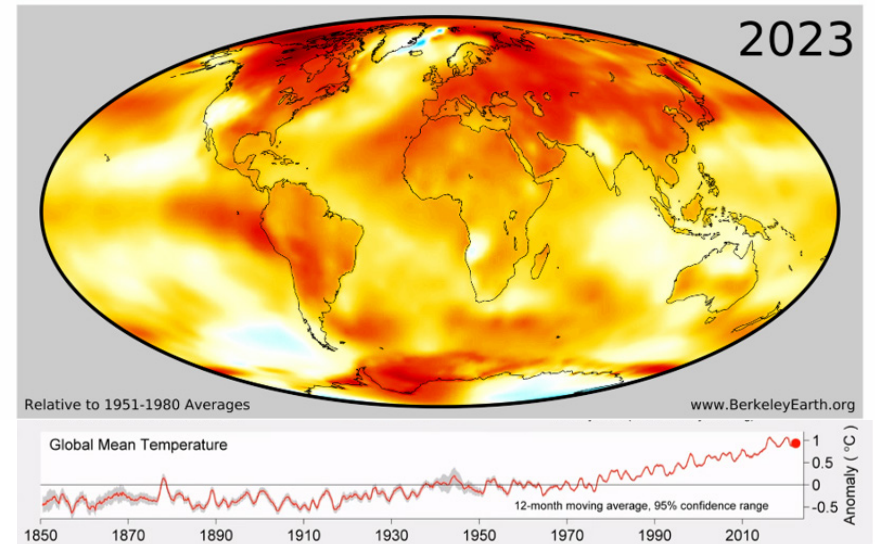 2023
Relative to 1951-1980 Averages
www.BerkeleyEarth.org
Global Mean Temperature
1
0.5
0
-0.5
Anomaly ( °C )
12-month moving average, 95% confidence range
1850 1870 1890 1910 1930 1950 1970 1990 2010